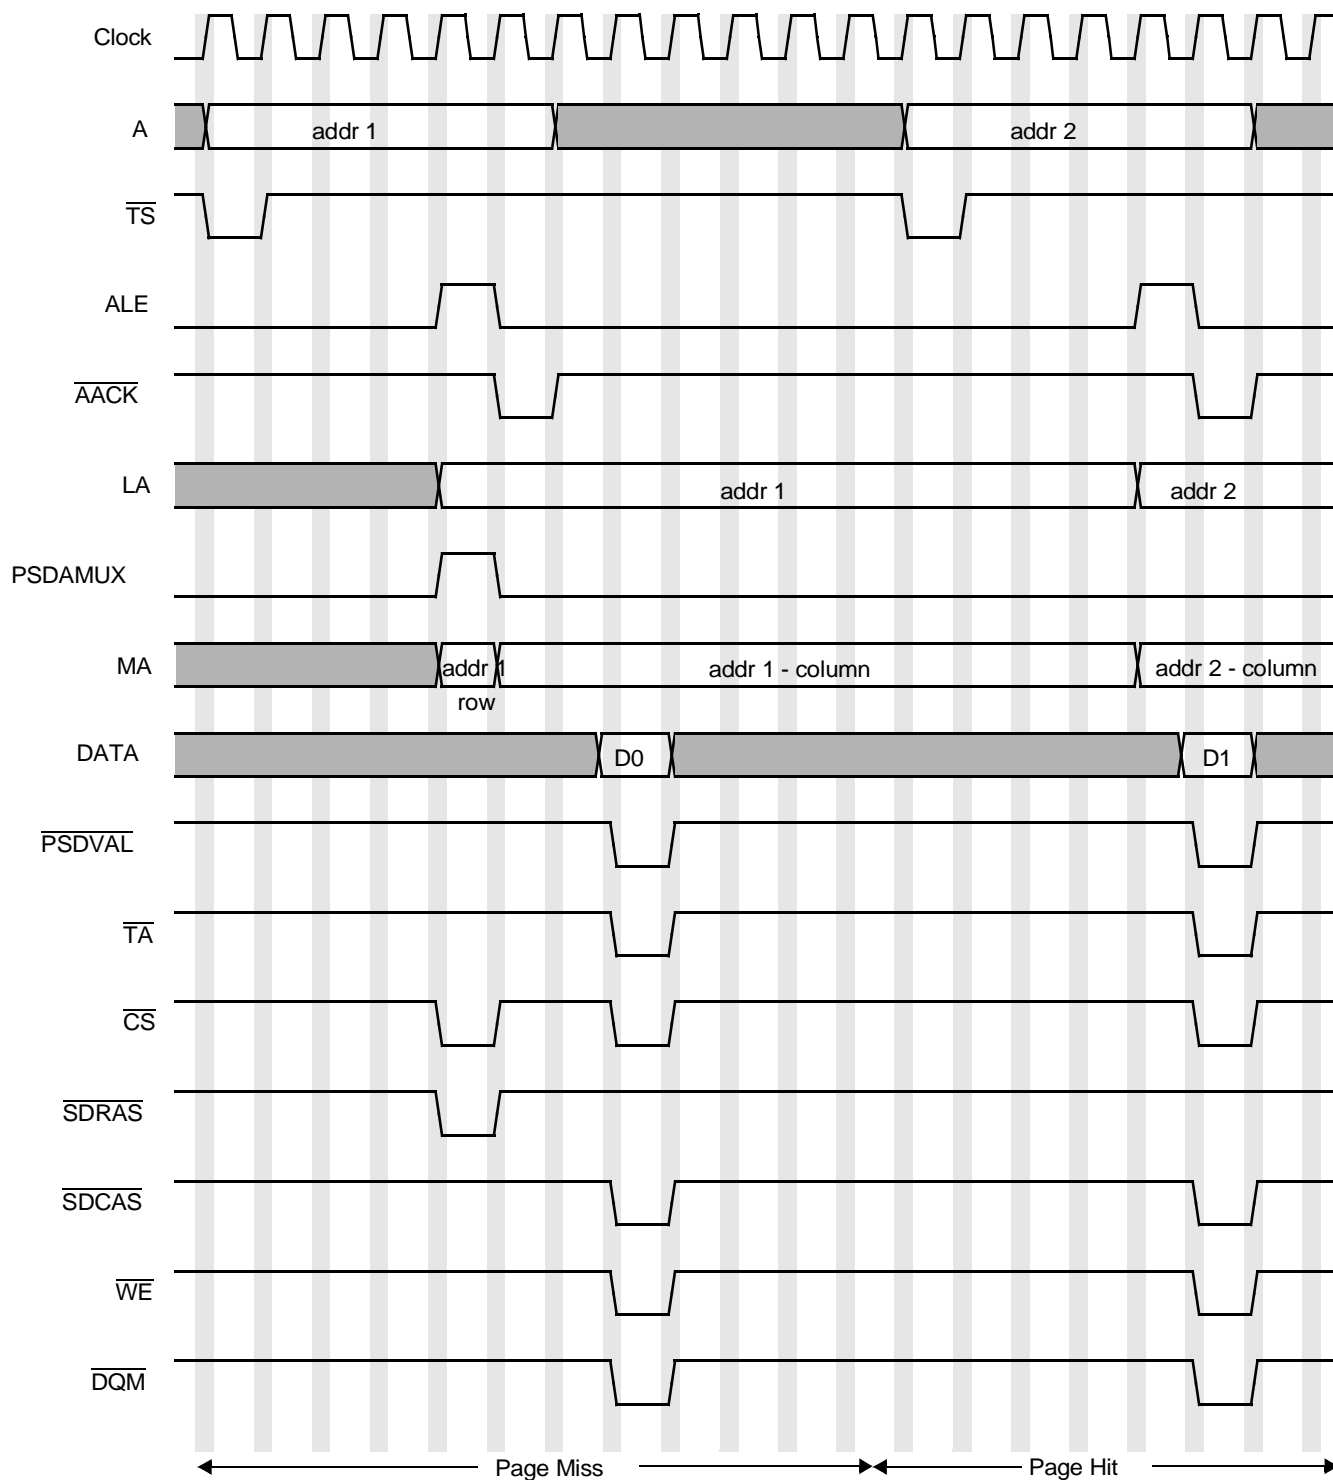 Clock
A
addr 1
addr 2
TS
ALE
AACK
LA
addr 1
addr 2
PSDAMUX
MA
addr 1
row
addr 1 - column
addr 2 - column
DATA
D0
D1
PSDVAL
TA
CS
SDRAS
SDCAS
WE
DQM
Page Miss
Page Hit